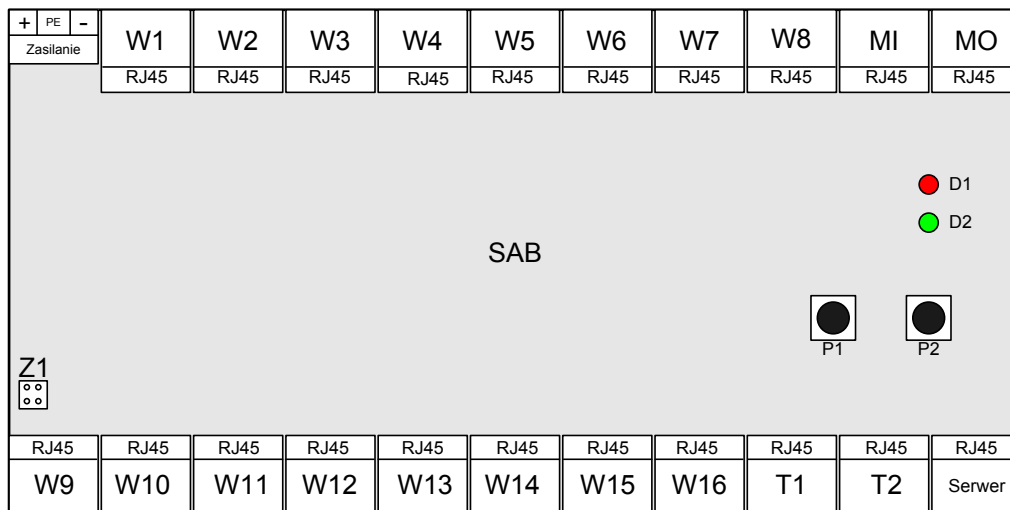 + PE -
Zasilanie
W1 W2 W3 W4 W5 W6 W7 W8 MI MO
RJ45 RJ45 RJ45 RJ45 RJ45 RJ45 RJ45 RJ45 RJ45 RJ45
D1
D2
SAB
P1 P2
Z1
RJ45 RJ45 RJ45 RJ45 RJ45 RJ45 RJ45 RJ45 RJ45 RJ45 RJ45
W9 W10 W11 W12 W13 W14 W15 W16 T1 T2 Serwer